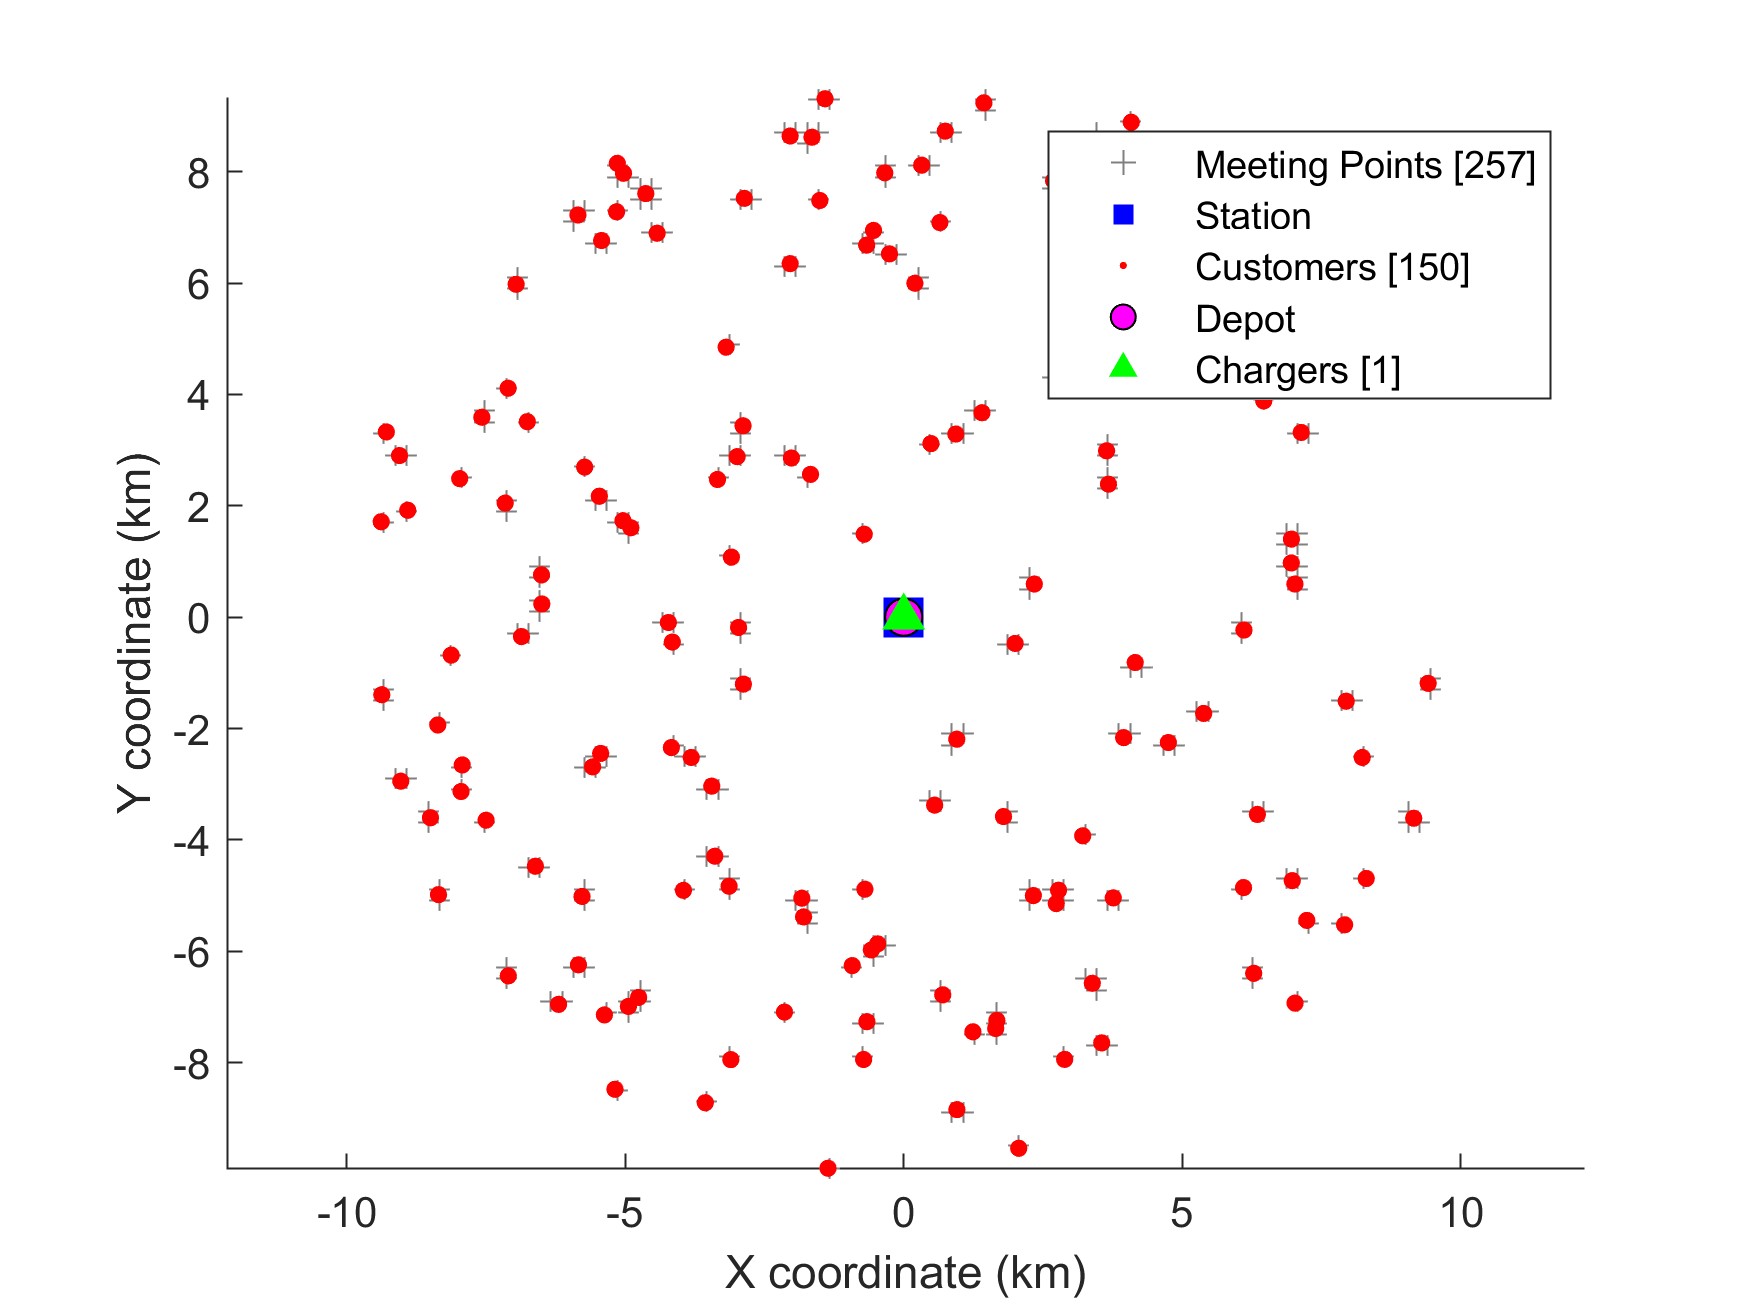 Meeting Points [257]
Station
Customers [150]
Depot
Chargers [1]
8
6
4
2
0
-2
-4
-6
-8
Y coordinate (km)
-10 -5 0 5 10
X coordinate (km)